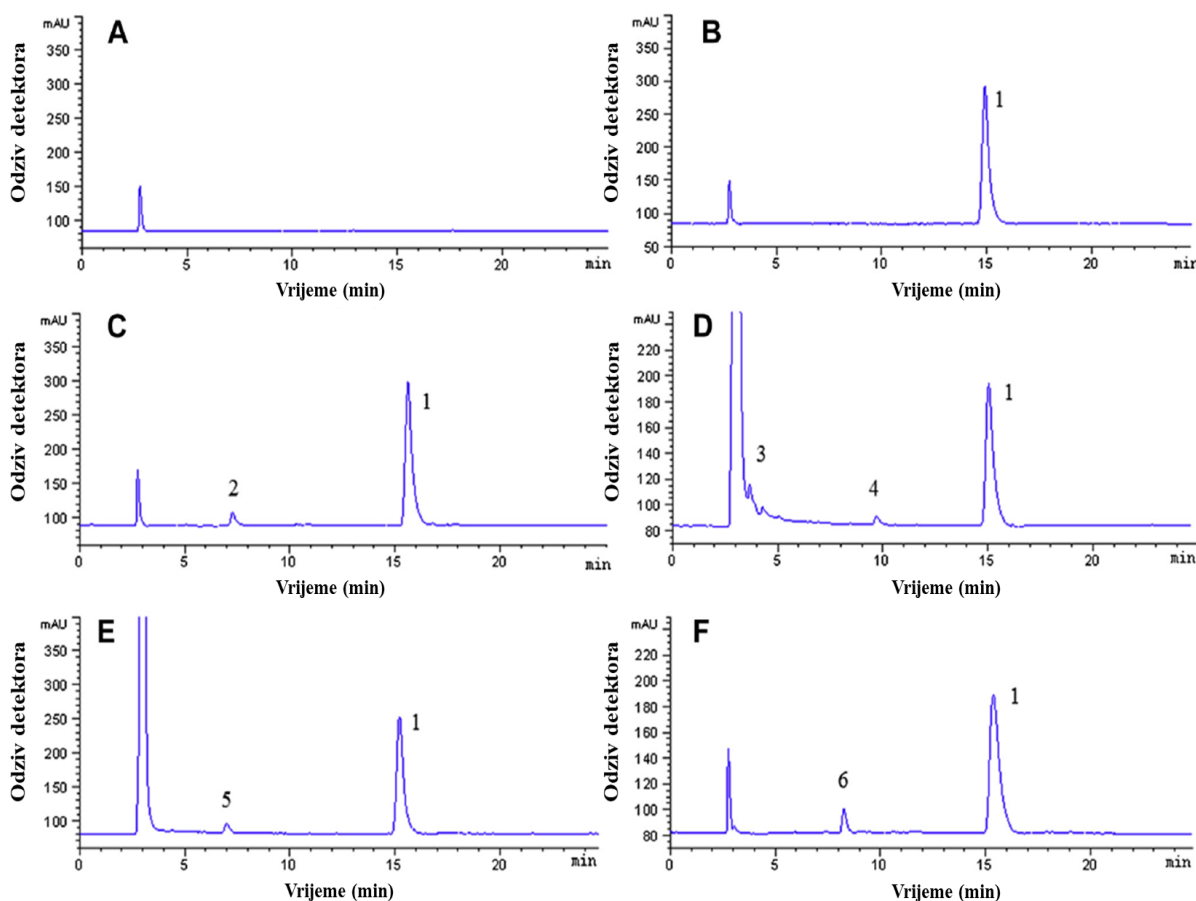 mAU
A
350
300
250
200
150
100
Odziv detektora
0
5
10
15
20
min
Vrijeme (min)
mAU
B
350
300
250
200
150
100
50
Odziv detektora
1
0
5
10
15
20
min
Vrijeme (min)
mAU
C
350
300
250
200
150
100
Odziv detektora
2
1
0
5
10
15
20
min
Vrijeme (min)
mAU
D
220
200
180
160
140
120
100
80
Odziv detektora
3
4
1
0
5
10
15
20
min
Vrijeme (min)
mAU
E
350
300
250
200
150
100
Odziv detektora
5
1
0
5
10
15
20
min
Vrijeme (min)
mAU
F
220
200
180
160
140
120
100
80
Odziv detektora
6
1
0
5
10
15
20
min
Vrijeme (min)